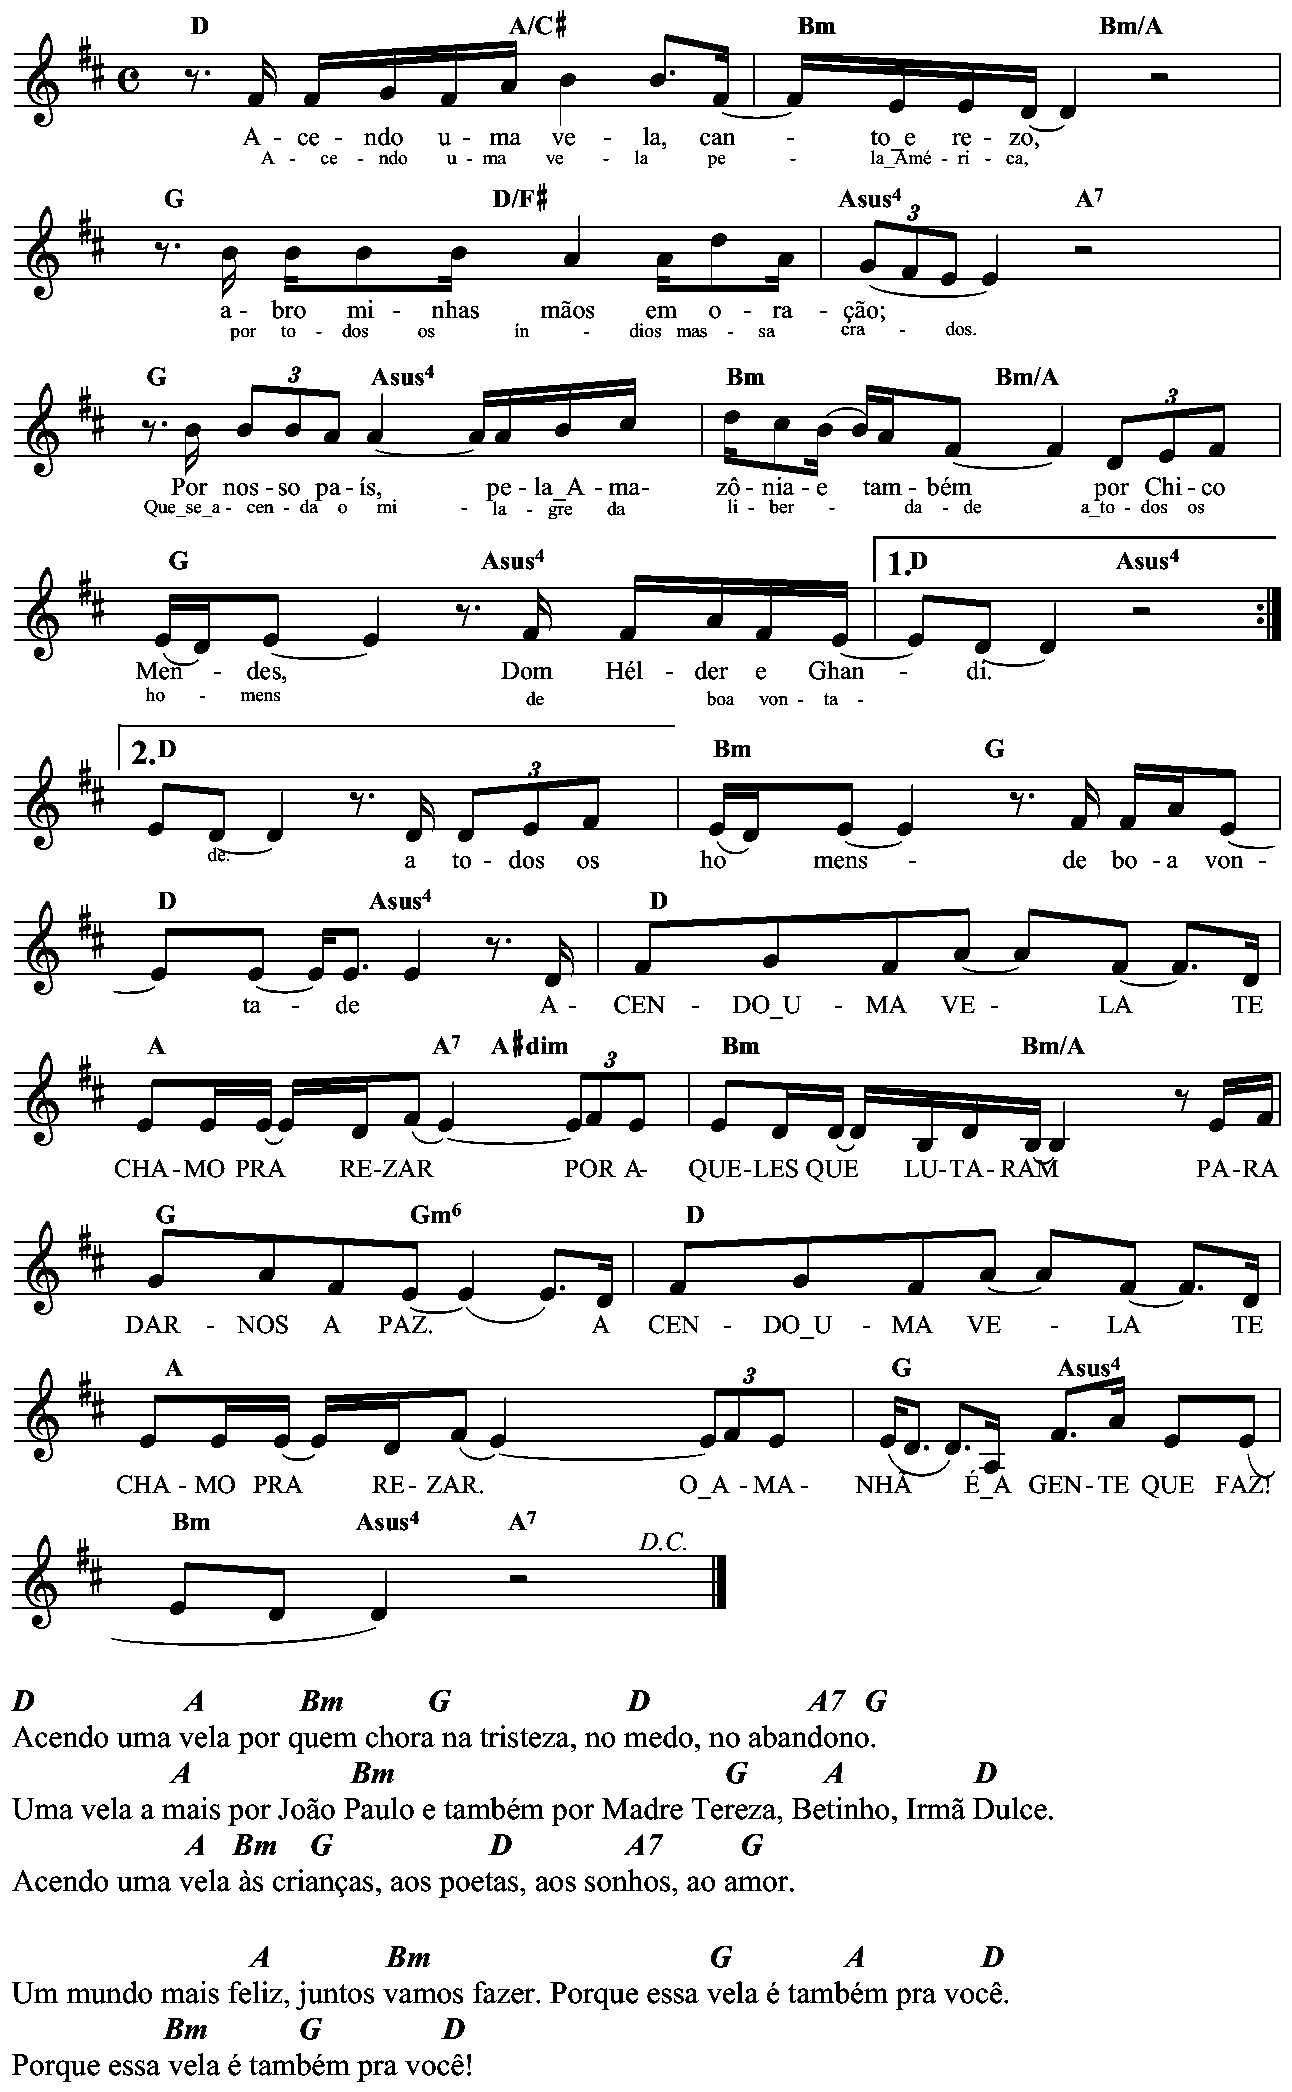 D A/C# Bm Bm/A
A - ce - ndo u - ma ve - la, can - to_e re - zo,
A - ce - ndo u - ma ve - la pe - la_Amé - ri - ca,
G D/F# Asus4 A7
3
a - bro mi - nhas mãos em o - ra - ção;
por to - dos os ín - dios mas - sa cra - dos.
G 3 Asus4 Bm Bm/A 3
Por nos - so pa - ís, pe - la_A - ma- zô - nia - e tam - bém por Chi - co
Que_se_a - cen - da o mi - la - gre da li - ber - da - de a_to - dos os
G Asus4 1. D Asus4
Men - des, Dom Hél - der e Ghan - di.
ho - mens de boa von - ta -
2. D 3 Bm G
de. a to - dos os ho mens - de bo - a von -
D Asus4 D
ta - de A- CEN - DO_U - MA VE - LA TE
A A7 A#dim 3 Bm Bm/A
CHA - MO PRA RE - ZAR POR A- QUE - LES QUE LU - TA - RAM PA - RA
G Gm6 D
DAR - NOS A PAZ. A CEN - DO_U - MA VE - LA TE
A 3 G Asus4
CHA - MO PRA RE - ZAR. O_A - MA - NHÃ É_A GEN - TE QUE FAZ!
Bm Asus4 A7 D.C.
D A Bm G D A7 G
Acendo uma vela por quem chora na tristeza, no medo, no abandono.
A Bm G A D
Uma vela a mais por João Paulo e também por Madre Tereza, Betinho, Irmã Dulce.
A Bm G D A7 G
Acendo uma vela às crianças, aos poetas, aos sonhos, ao amor.
A Bm G A D
Um mundo mais feliz, juntos vamos fazer. Porque essa vela é também pra você.
Bm G D
Porque essa vela é também pra você!